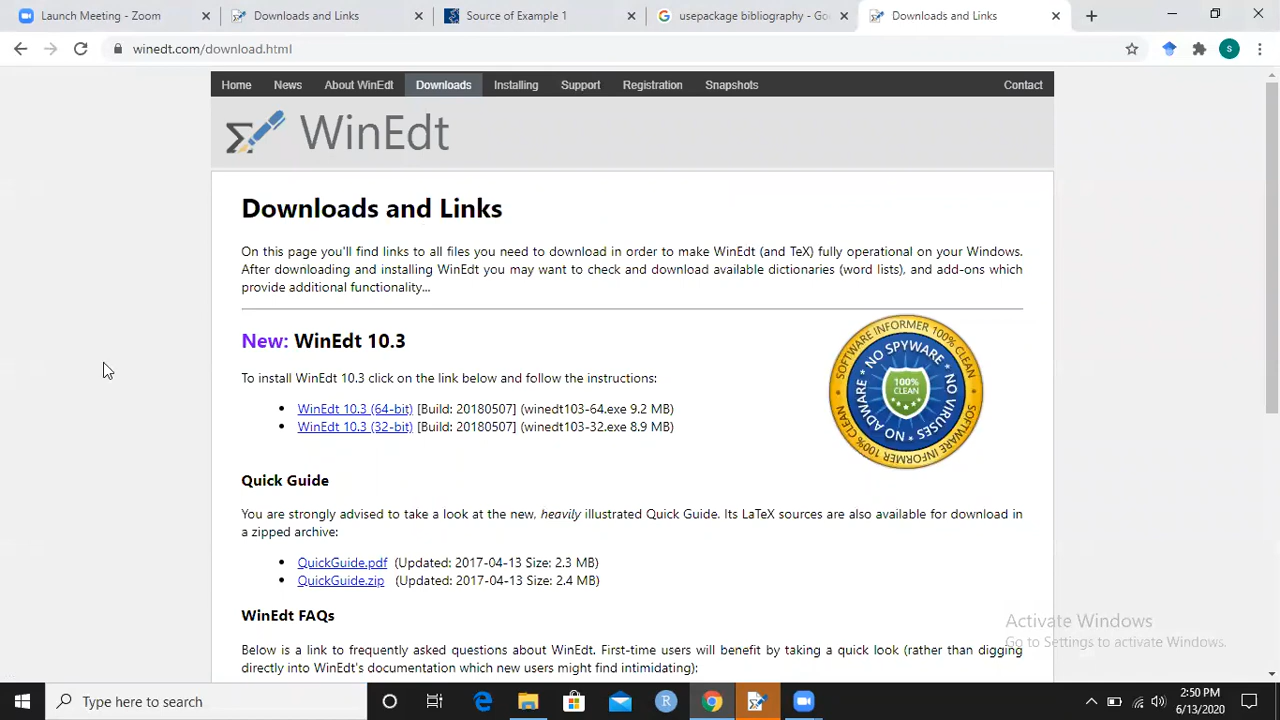 Launch Meeting - Zoom
Downloads and Links
Source of Example 1
usepackage bibliography - Go
Downloads and Links
winedt.com/download.html
s
Home News About WinEdt Downloads Installing Support Registration Snapshots Contact
WinEdt
Downloads and Links
On this page you'll find links to all files you need to download in order to make WinEdt (and TeX) fully operational on your Windows.
After downloading and installing WinEdt you may want to check and download available dictionaries (word lists), and add-ons which
provide additional functionality...
New: WinEdt 10.3
To install WinEdt 10.3 click on the link below and follow the instructions:
• WinEdt 10.3 (64-bit) [Build: 20180507] (winedt103-64.exe 9.2 MB)
• WinEdt 10.3 (32-bit) [Build: 20180507] (winedt103-32.exe 8.9 MB)
SOFTWARE INFORMER 100% CLEAN
SOFTWARE INFORMER 100% CLEAN
NO SPYWARE • NO VIRUSES • NO ADWARE
100%
CLEAN
Quick Guide
You are strongly advised to take a look at the new, heavily illustrated Quick Guide. Its LaTeX sources are also available for download in
a zipped archive:
• QuickGuide.pdf (Updated: 2017-04-13 Size: 2.3 MB)
• QuickGuide.zip (Updated: 2017-04-13 Size: 2.4 MB)
WinEdt FAQs
Below is a link to frequently asked questions about WinEdt. First-time users will benefit by taking a quick look (rather than digging
directly into WinEdt's documentation which new users might find intimidating):
Activate Windows
Go to Settings to activate Windows.
Type here to search
R
2:50 PM
6/13/2020